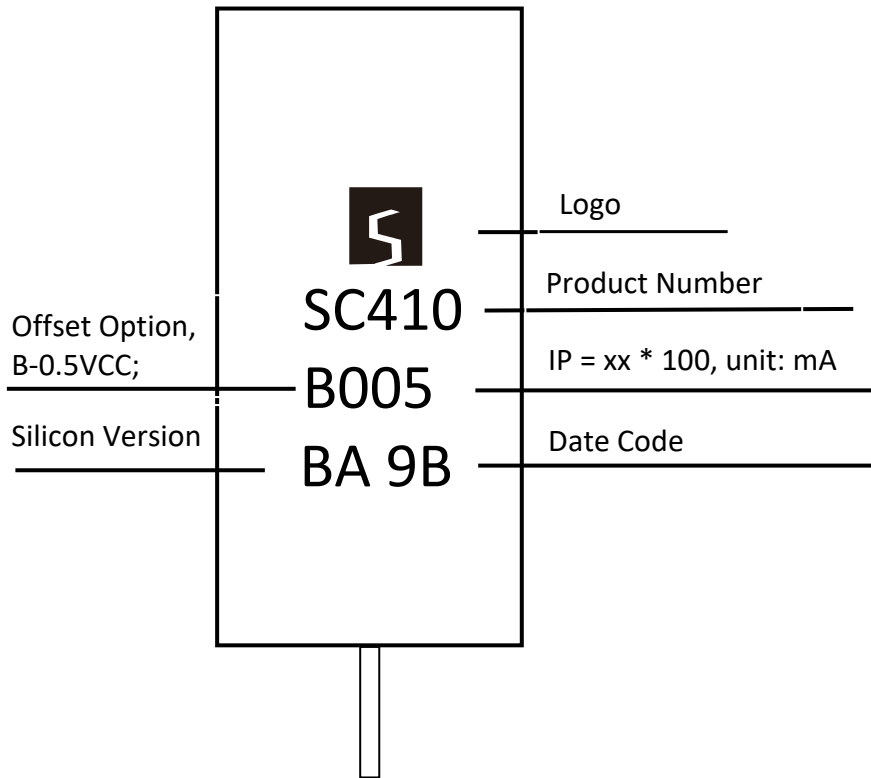 Logo
SC410
Product Number
Offset Option,
B-0.5VCC;
B005
IP = xx * 100, unit: mA
Silicon Version
BA 9B
Date Code